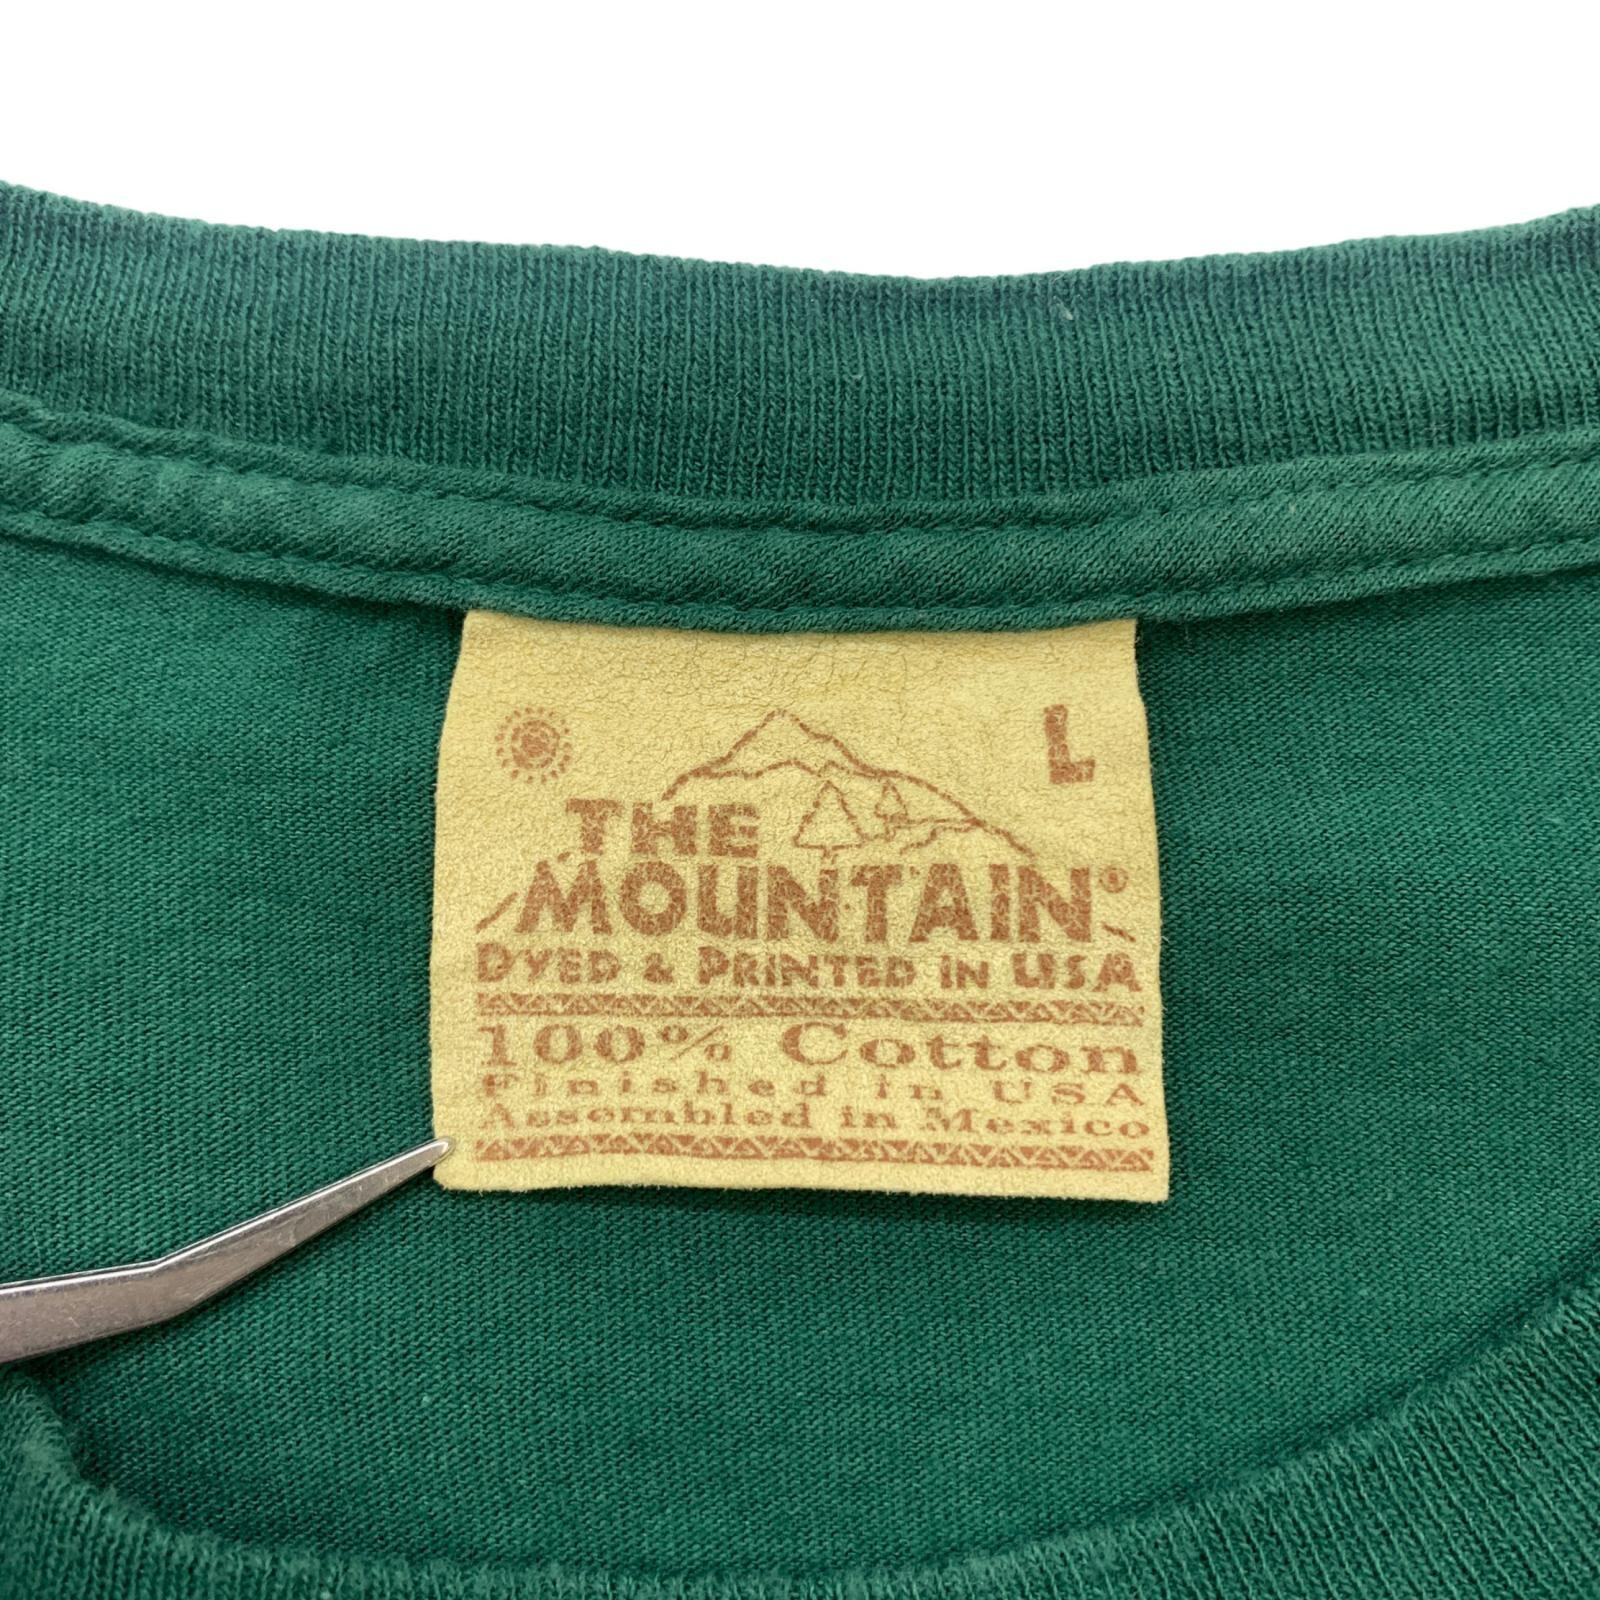 L
THE
MOUNTAIN®
DYED & PRINTED IN USA
100% Cotton
Finished in USA
Assembled in Mexico